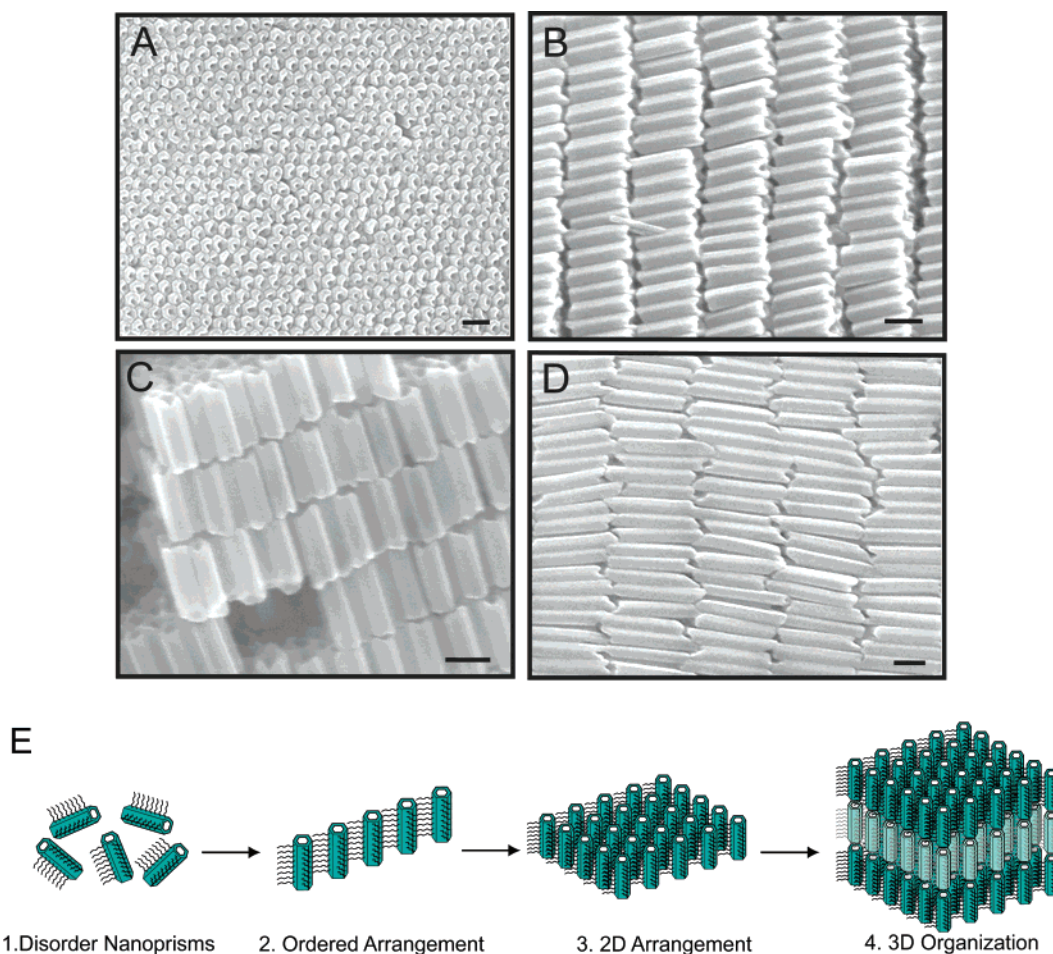 A
B
C
D
E
1.Disorder Nanoprisms
2. Ordered Arrangement
3. 2D Arrangement
4. 3D Organization